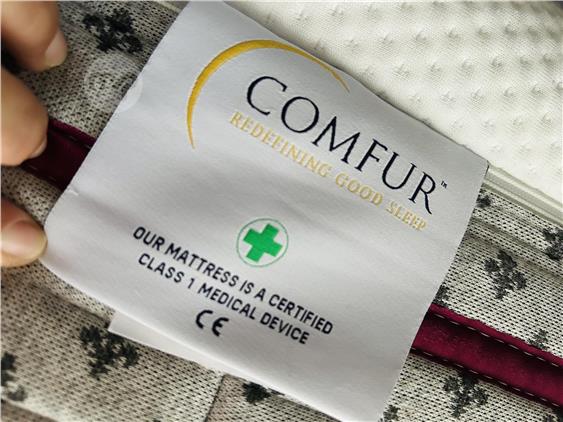 COMFUR™
REDEFINING GOOD SLEEP
OUR MATTRESS IS A CERTIFIED
CLASS 1 MEDICAL DEVICE
CE